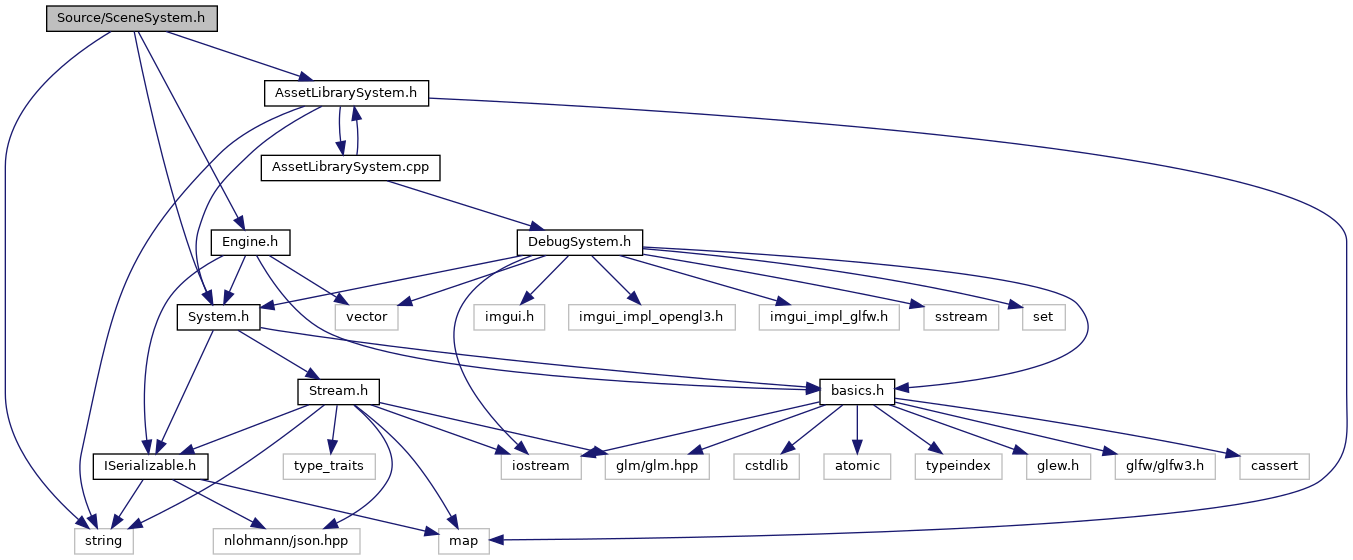 Source/SceneSystem.h
AssetLibrarySystem.h
AssetLibrarySystem.cpp
Engine.h
DebugSystem.h
System.h
vector
imgui.h
imgui_impl_opengl3.h
imgui_impl_glfw.h
sstream
set
Stream.h
basics.h
ISerializable.h
type_traits
iostream
glm/glm.hpp
cstdlib
atomic
typeindex
glew.h
glfw/glfw3.h
cassert
string
nlohmann/json.hpp
map